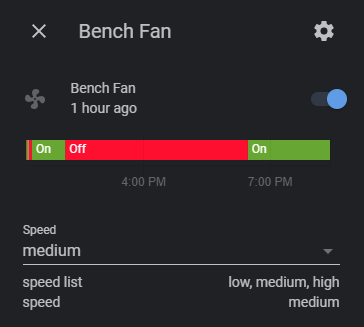 Bench Fan
Bench Fan
1 hour ago
On Off On
4:00 PM 7:00 PM
Speed
medium
speed list low, medium, high
speed medium